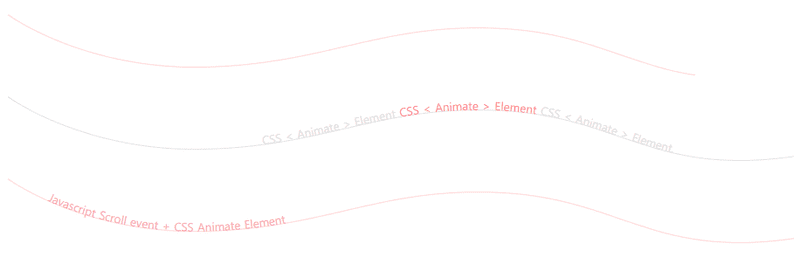 CSS < Animate > Element CSS < Animate > Element CSS < Animate > Element
Javascript Scroll event + CSS Animate Element